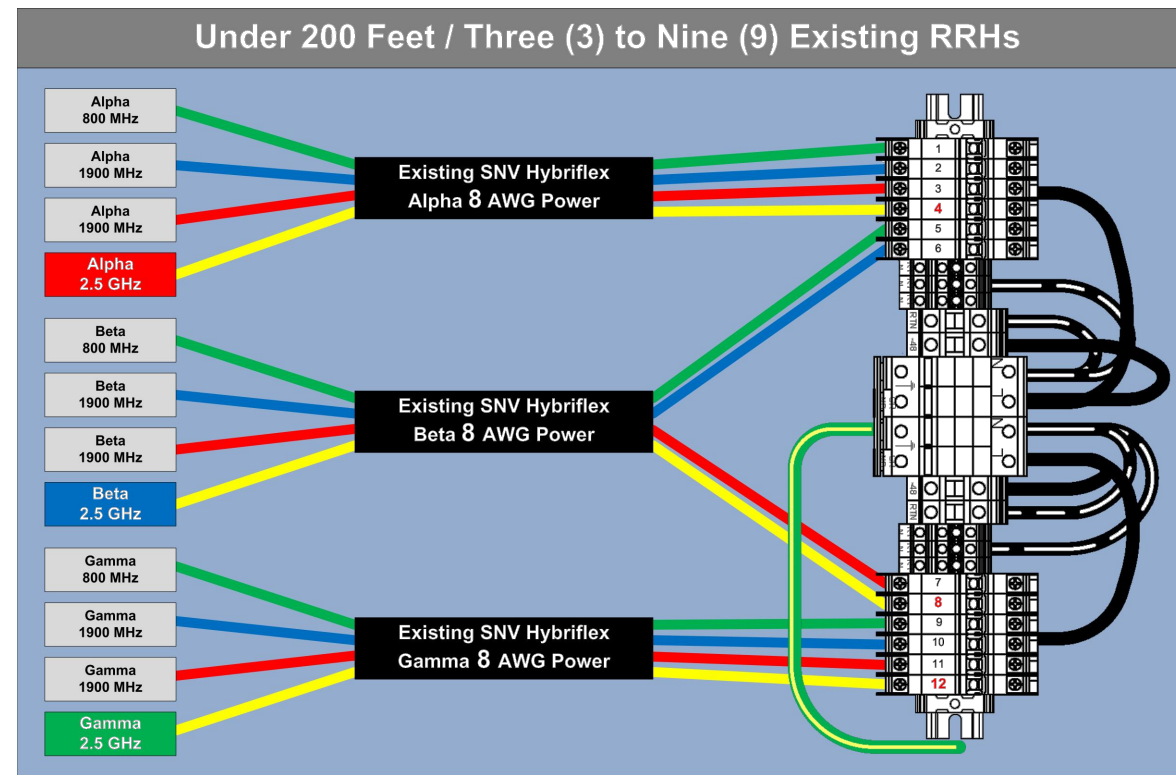 Under 200 Feet / Three (3) to Nine (9) Existing RRHs
Alpha
800 MHz
Alpha
1900 MHz
Alpha
1900 MHz
Alpha
2.5 GHz
Existing SNV Hybriflex
Alpha 8 AWG Power
Beta
800 MHz
Beta
1900 MHz
Beta
1900 MHz
Beta
2.5 GHz
Existing SNV Hybriflex
Beta 8 AWG Power
Gamma
800 MHz
Gamma
1900 MHz
Gamma
1900 MHz
Gamma
2.5 GHz
Existing SNV Hybriflex
Gamma 8 AWG Power
1
2
3
4
5
6
RTN
-48
N
L
N
L
-48
RTN
7
8
9
10
11
12